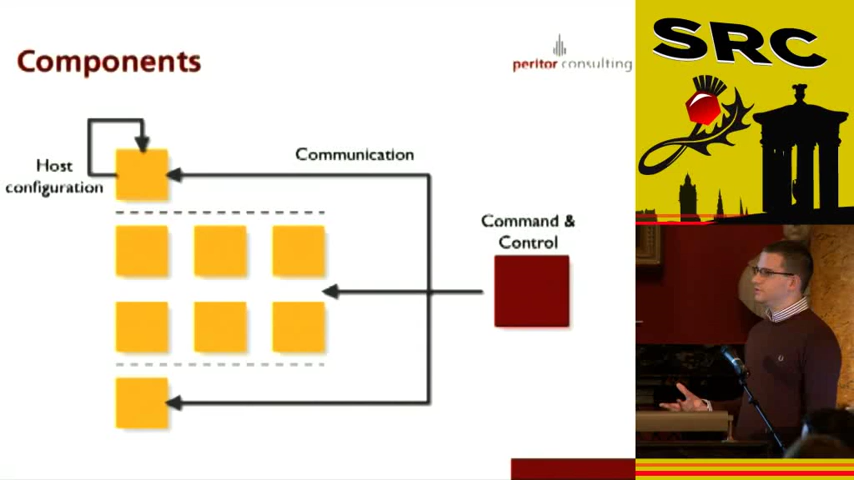 Components
peritor consulting
SRC
Host
configuration
Communication
Command &
Control